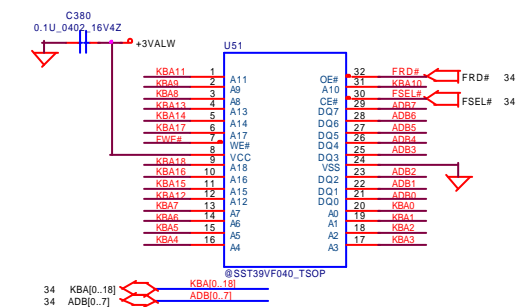 C380
0.1U_0402_16V4Z
+3VALW
U51
KBA11 1 A11 OE# 32 FRD# FRD# 34
KBA9 2 A9 A10 31 KBA10
KBA8 3 A8 CE# 30 FSEL# FSEL# 34
KBA13 4 A13 DQ7 29 ADB7
KBA14 5 A14 DQ6 28 ADB6
KBA17 6 A17 DQ5 27 ADB5
FWE# 7 WE# DQ4 26 ADB4
8 VCC DQ3 25 ADB3
KBA18 9 A18 VSS 24
KBA16 10 A16 DQ2 23 ADB2
KBA15 11 A15 DQ1 22 ADB1
KBA12 12 A12 DQ0 21 ADB0
KBA7 13 A7 A0 20 KBA0
KBA6 14 A6 A1 19 KBA1
KBA5 15 A5 A2 18 KBA2
KBA4 16 A4 A3 17 KBA3
@SST39VF040_TSOP
34 KBA[0..18] KBA[0..18]
34 ADB[0..7] ADB[0..7]